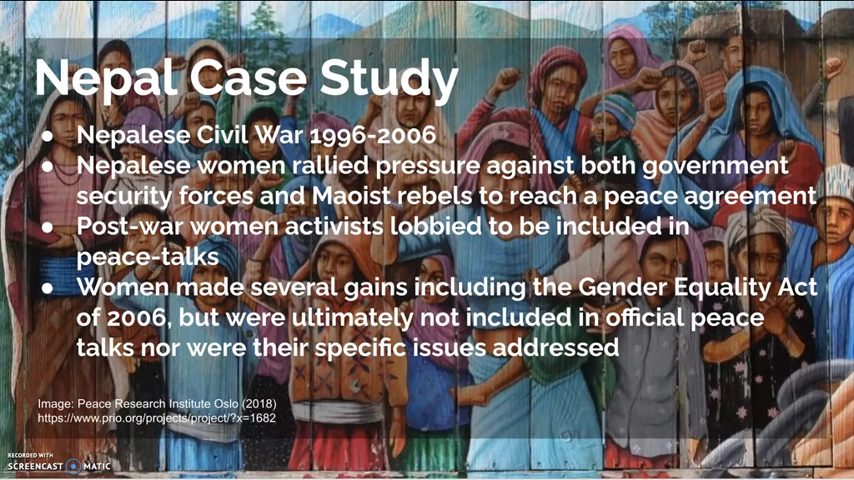 Nepal Case Study
● Nepalese Civil War 1996-2006
● Nepalese women rallied pressure against both government
security forces and Maoist rebels to reach a peace agreement
● Post-war women activists lobbied to be included in
peace-talks
● Women made several gains including the Gender Equality Act
of 2006, but were ultimately not included in official peace
talks nor were their specific issues addressed
Image: Peace Research Institute Oslo (2018)
https://www.prio.org/projects/project/?x=1682
RECORDED WITH
SCREENCAST MATIC